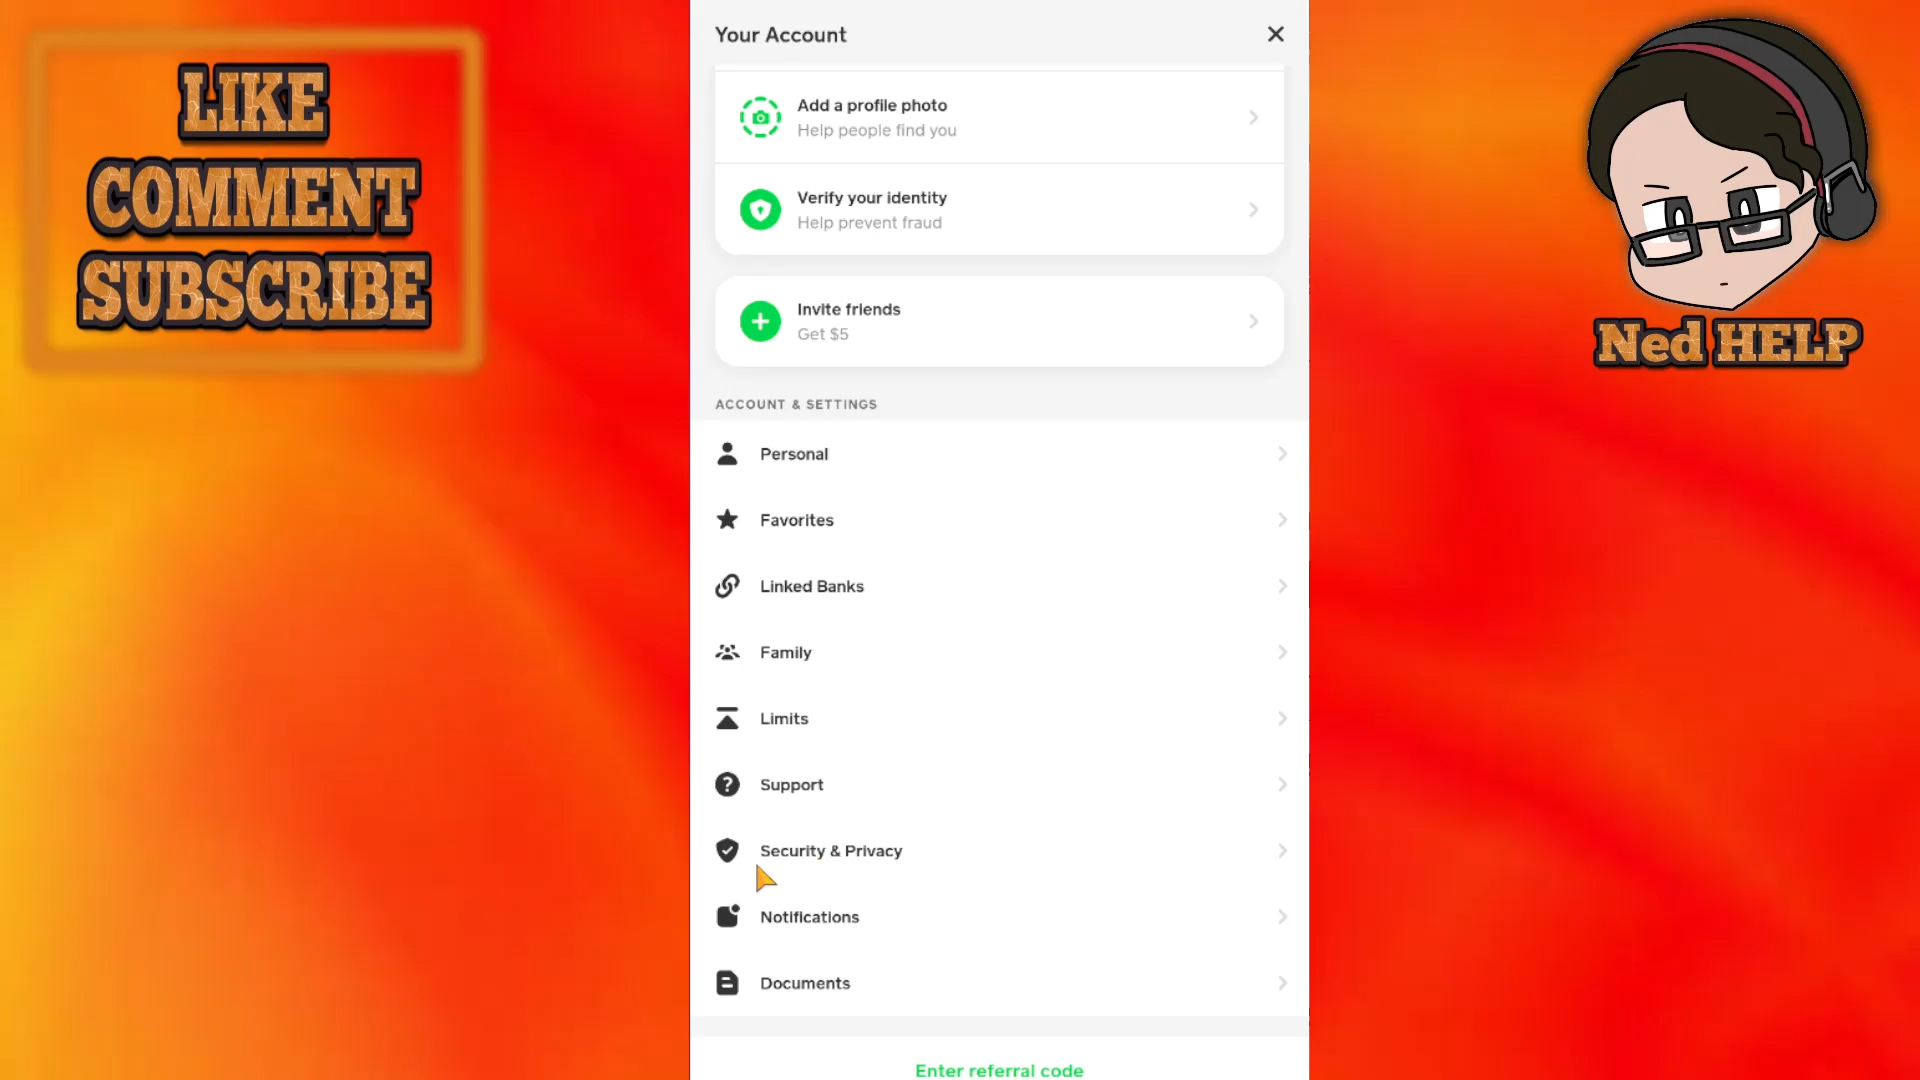 LIKE
COMMENT
SUBSCRIBE
Your Account
Add a profile photo
Help people find you
Verify your identity
Help prevent fraud
Invite friends
Get $5
ACCOUNT & SETTINGS
Personal
Favorites
Linked Banks
Family
Limits
Support
Security & Privacy
Notifications
Documents
Enter referral code
Ned HELP